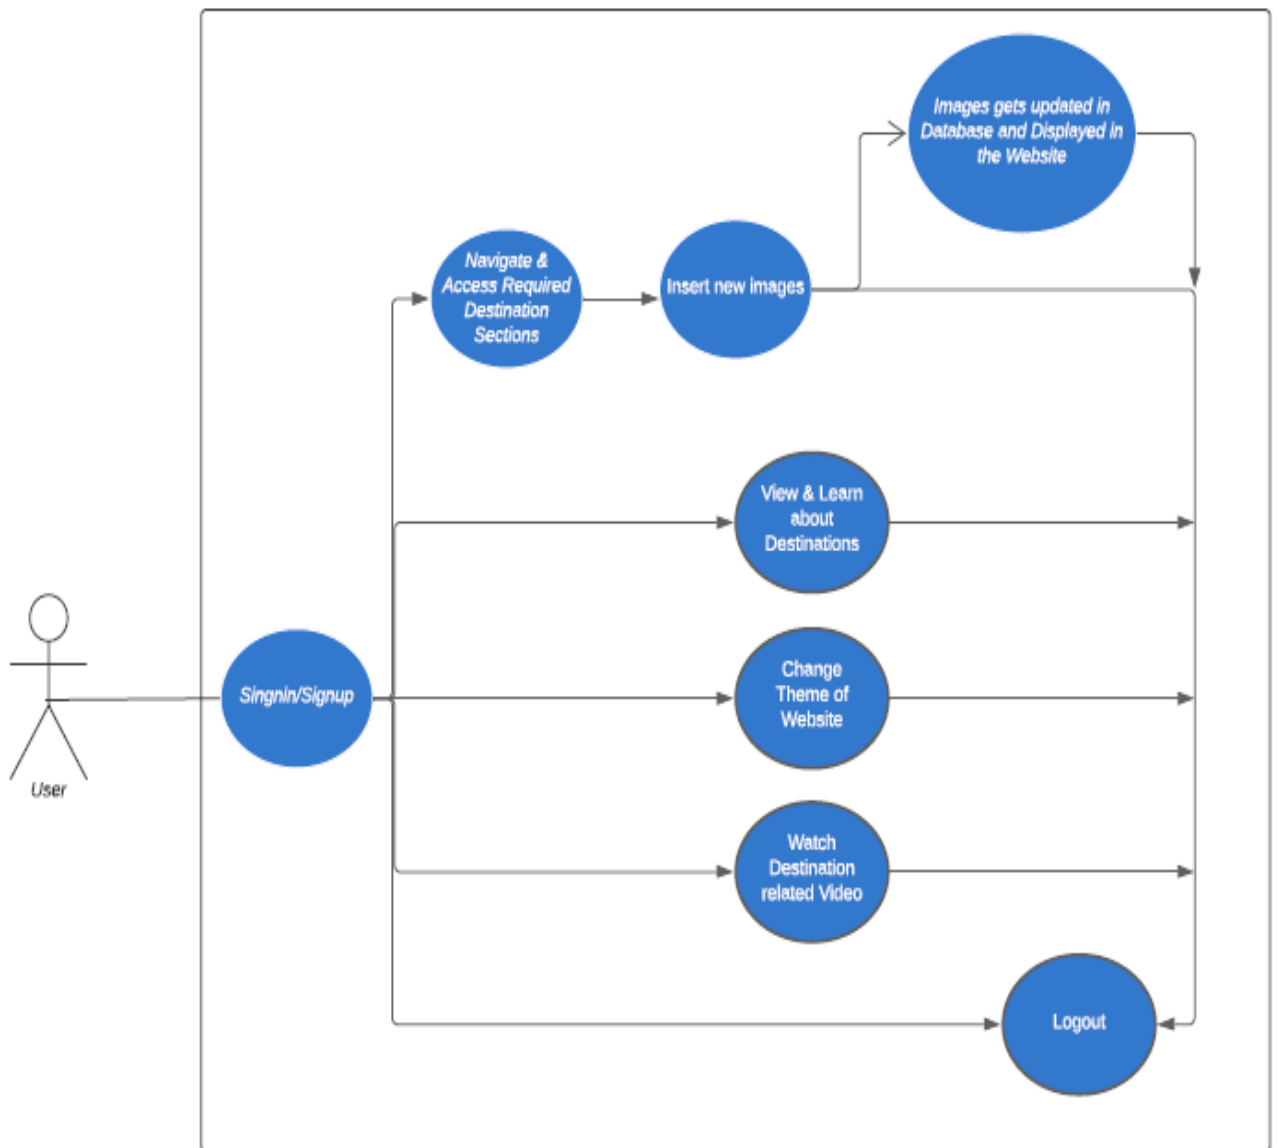 Images gets updated in
Database and Displayed in
the Website
Navigate &
Access Required
Destination
Sections
Insert new images
View & Learn
about
Destinations
Change
Theme of
Website
Singnin/Signup
User
Watch
Destination
related Video
Logout